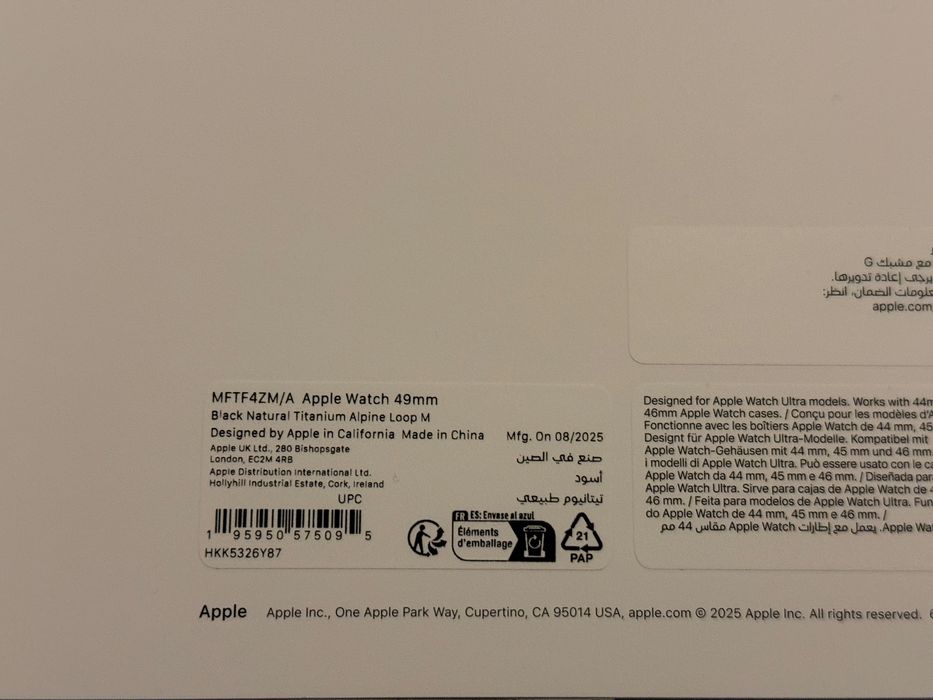 مع مشبك G
يرجى إعادة تدويرها.
معلومات الضمان، انظر:
apple.com
MFTF4ZM/A Apple Watch 49mm
Black Natural Titanium Alpine Loop M
Designed by Apple in California Made in China Mfg. On 08/2025
Apple UK Ltd., 280 Bishopsgate
London, EC2M 4RB
صنع في الصين
Apple Distribution International Ltd.
Hollyhill Industrial Estate, Cork, Ireland
أسود
تيتانيوم طبيعي
UPC
1 95950 57509 5
HKK5326Y87
FR ES: Envase al azul
Éléments
d'emballage
21
PAP
Designed for Apple Watch Ultra models. Works with 44m
46mm Apple Watch cases. / Conçu pour les modèles d'A
Fonctionne avec les boîtiers Apple Watch de 44 mm, 45
Designt für Apple Watch Ultra-Modelle. Kompatibel mit
Apple Watch-Gehäusen mit 44 mm, 45 mm und 46 mm.
i modelli di Apple Watch Ultra. Può essere usato con le ca
Apple Watch da 44 mm, 45 mm e 46 mm. / Diseñada par
Apple Watch Ultra. Sirve para cajas de Apple Watch de
46 mm. / Feita para modelos de Apple Watch Ultra. Fun
do Apple Watch de 44 mm, 45 mm e 46 mm. /
Apple Wat. يعمل مع إطارات Apple Watch مقاس 44 مم
Apple Apple Inc., One Apple Park Way, Cupertino, CA 95014 USA, apple.com © 2025 Apple Inc. All rights reserved.